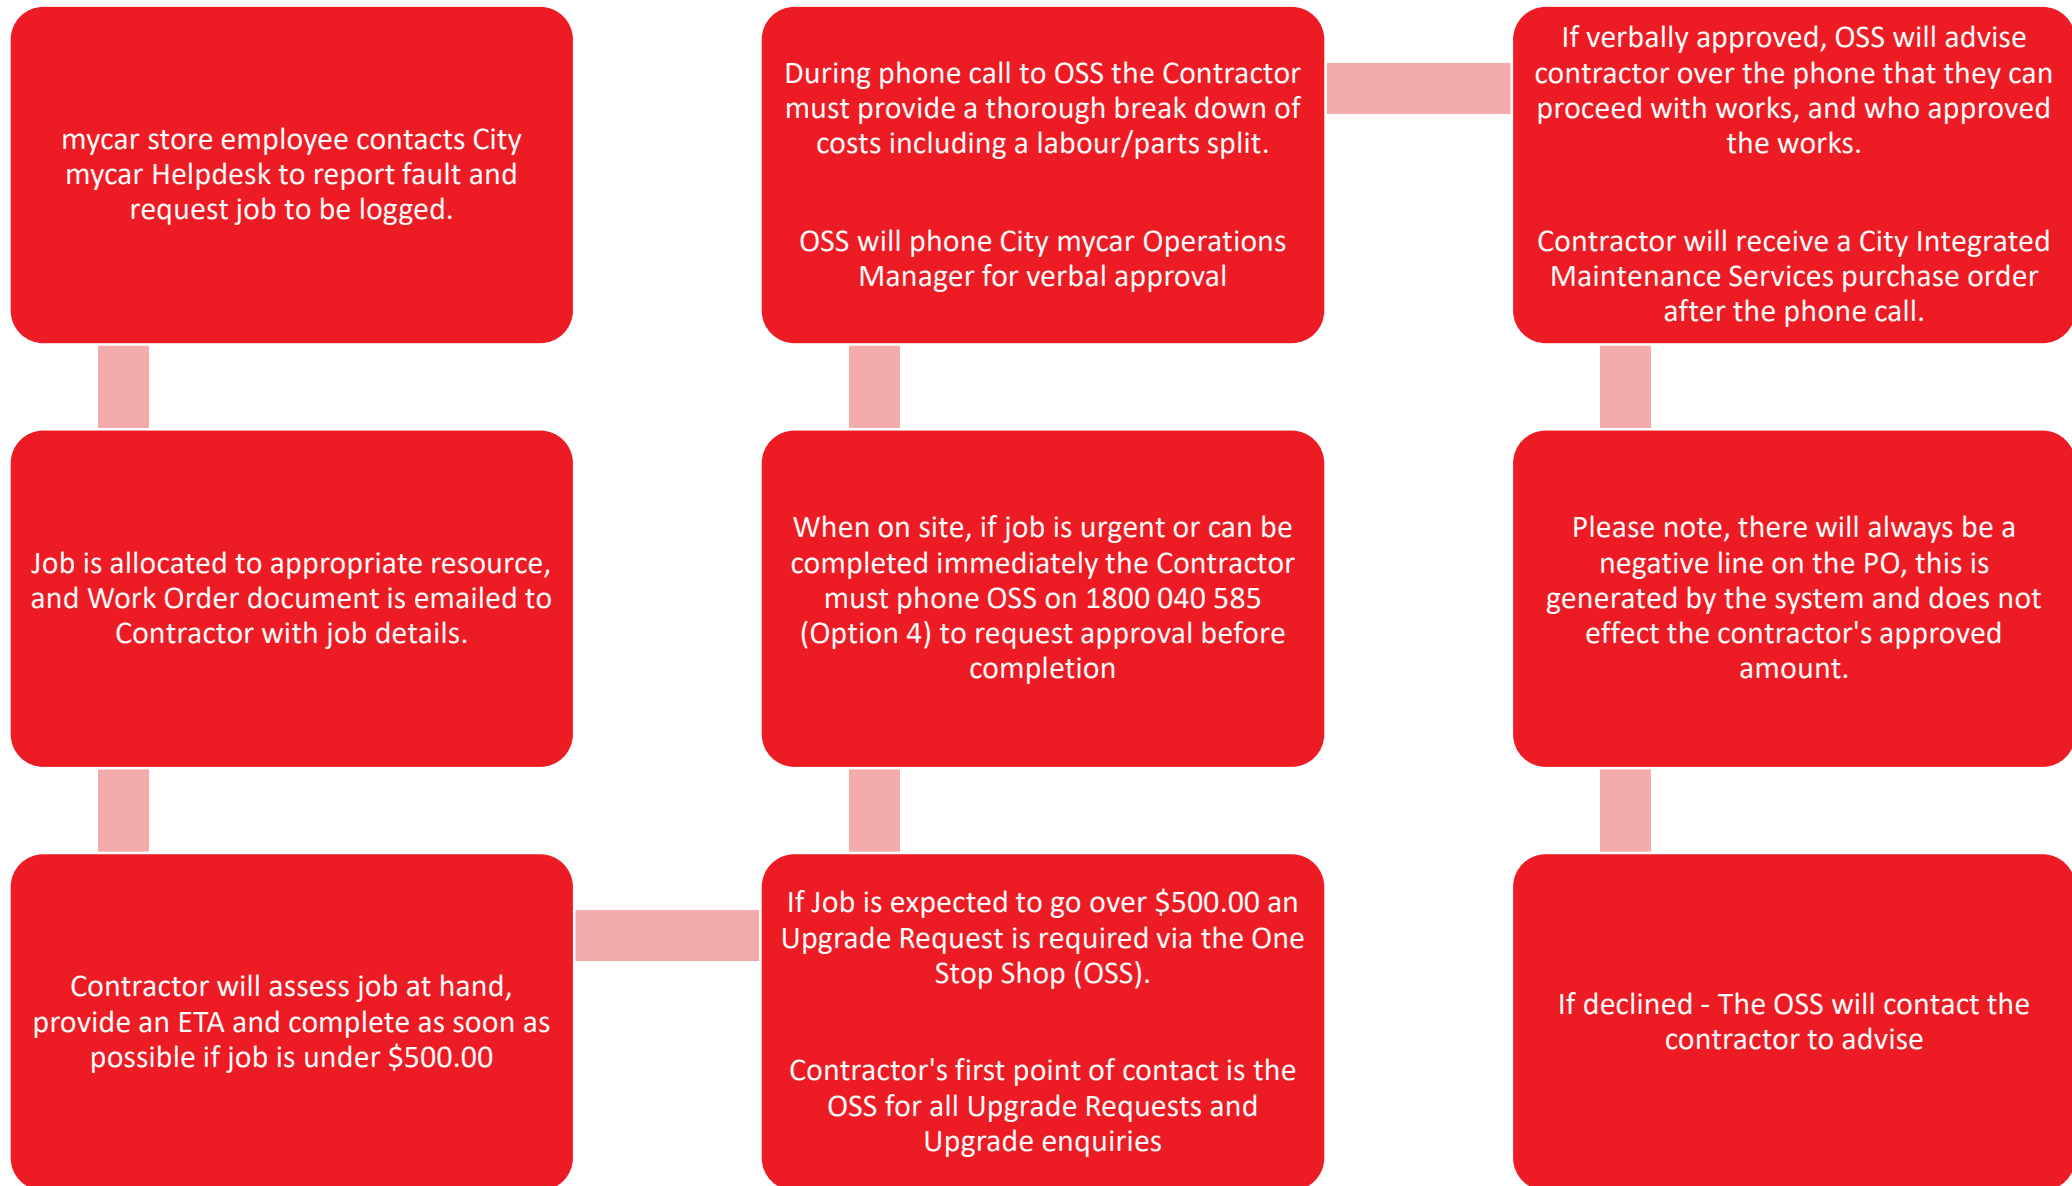 mycar store employee contacts City
mycar Helpdesk to report fault and
request job to be logged.
Job is allocated to appropriate resource,
and Work Order document is emailed to
Contractor with job details.
Contractor will assess job at hand,
provide an ETA and complete as soon as
possible if job is under $500.00
If Job is expected to go over $500.00 an
Upgrade Request is required via the One
Stop Shop (OSS).
Contractor's first point of contact is the
OSS for all Upgrade Requests and
Upgrade enquiries
When on site, if job is urgent or can be
completed immediately the Contractor
must phone OSS on 1800 040 585
(Option 4) to request approval before
completion
During phone call to OSS the Contractor
must provide a thorough break down of
costs including a labour/parts split.
OSS will phone City mycar Operations
Manager for verbal approval
If verbally approved, OSS will advise
contractor over the phone that they can
proceed with works, and who approved
the works.
Contractor will receive a City Integrated
Maintenance Services purchase order
after the phone call.
Please note, there will always be a
negative line on the PO, this is
generated by the system and does not
effect the contractor's approved
amount.
If declined - The OSS will contact the
contractor to advise